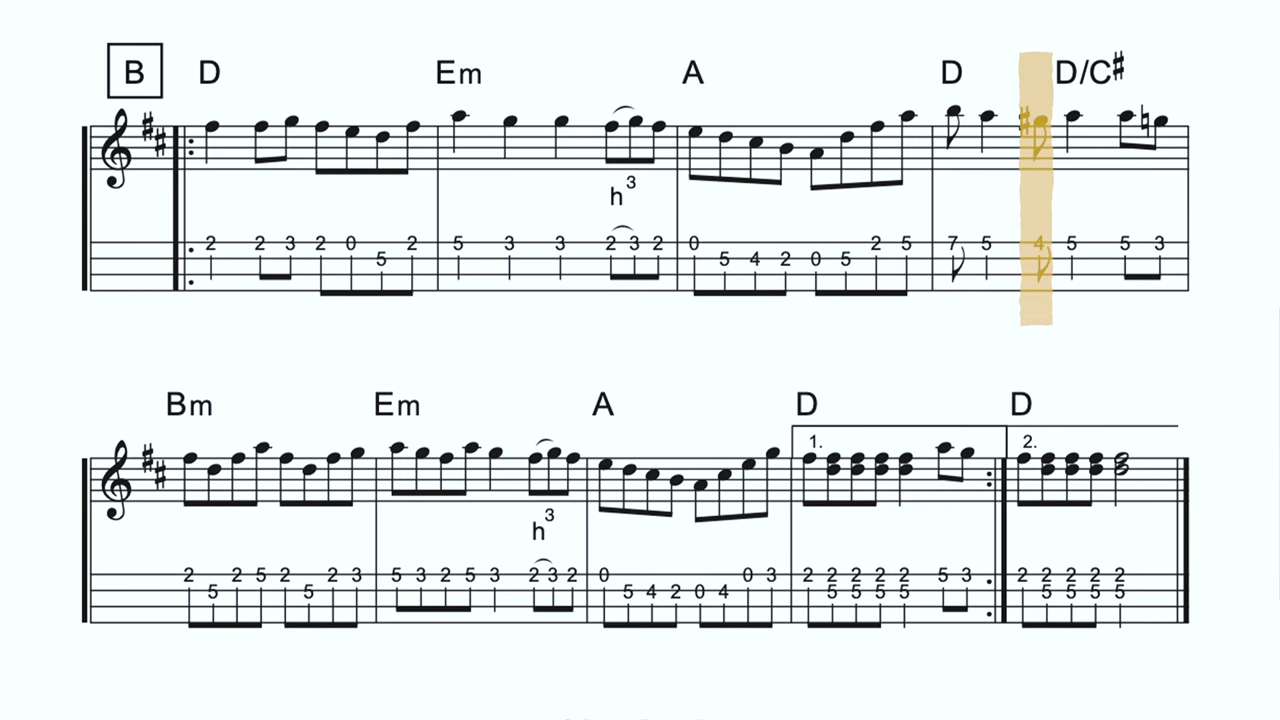 B D Em A D D/C♯
3
h
2 2 3 2 0 5 2 5 3 3 2 3 2 0 5 4 2 0 5 2 5 7 5 4 5 5 3
Bm Em A D D
1. 2.
3
h
2 5 2 5 2 5 2 3 5 3 2 5 3 2 3 2 0 5 4 2 0 4 0 3 2 2 2 2 2 5 3 2 2 2 2 2
5 5 5 5 5 5 5 5